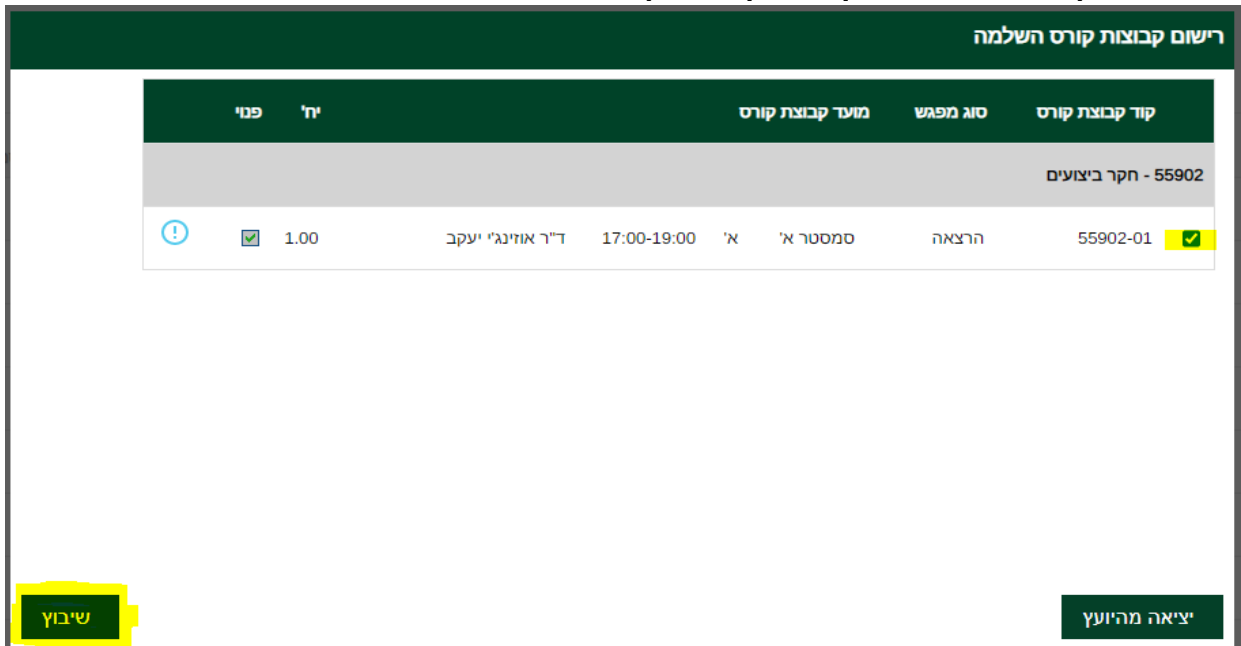 רישום קבוצות קורס השלמה
קוד קבוצת קורס סוג מפגש מועד קבוצת קורס יח' פנוי
55902 - חקר ביצועים
55902-01 הרצאה סמסטר א' א' 17:00-19:00 ד"ר אוזינג'י יעקב 1.00
יציאה מהיועץ שיבוץ